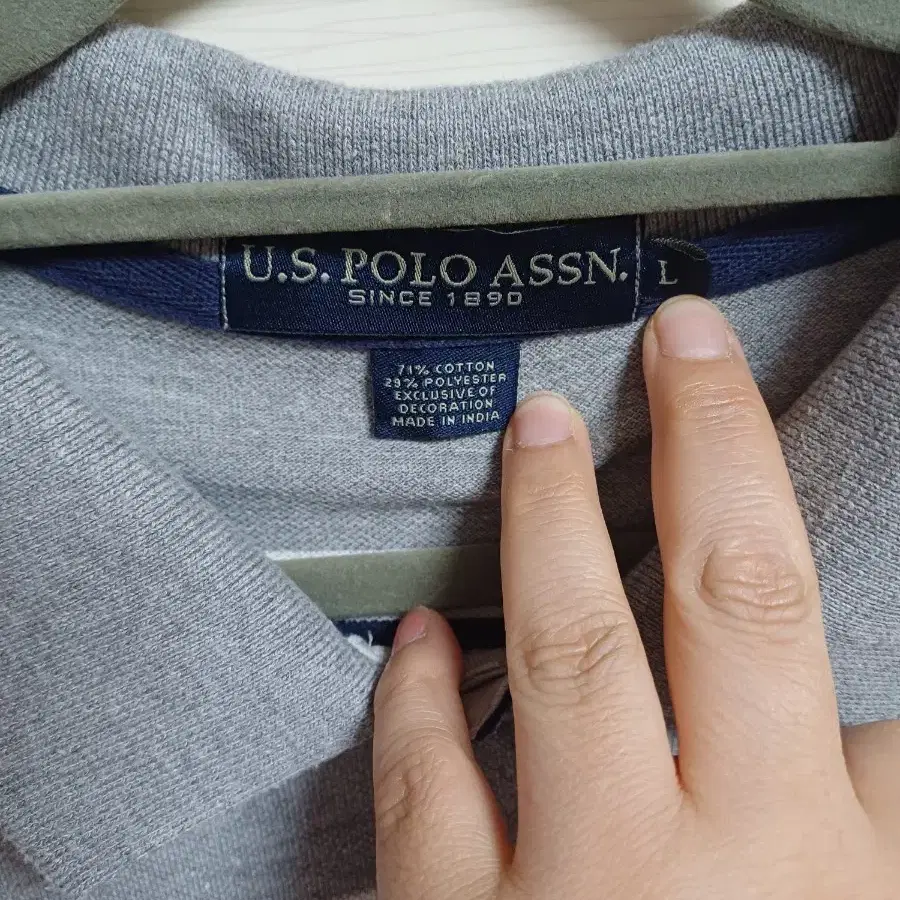 U.S. POLO ASSN.
SINCE 1890
L
71% COTTON
29% POLYESTER
EXCLUSIVE OF
DECORATION
MADE IN INDIA